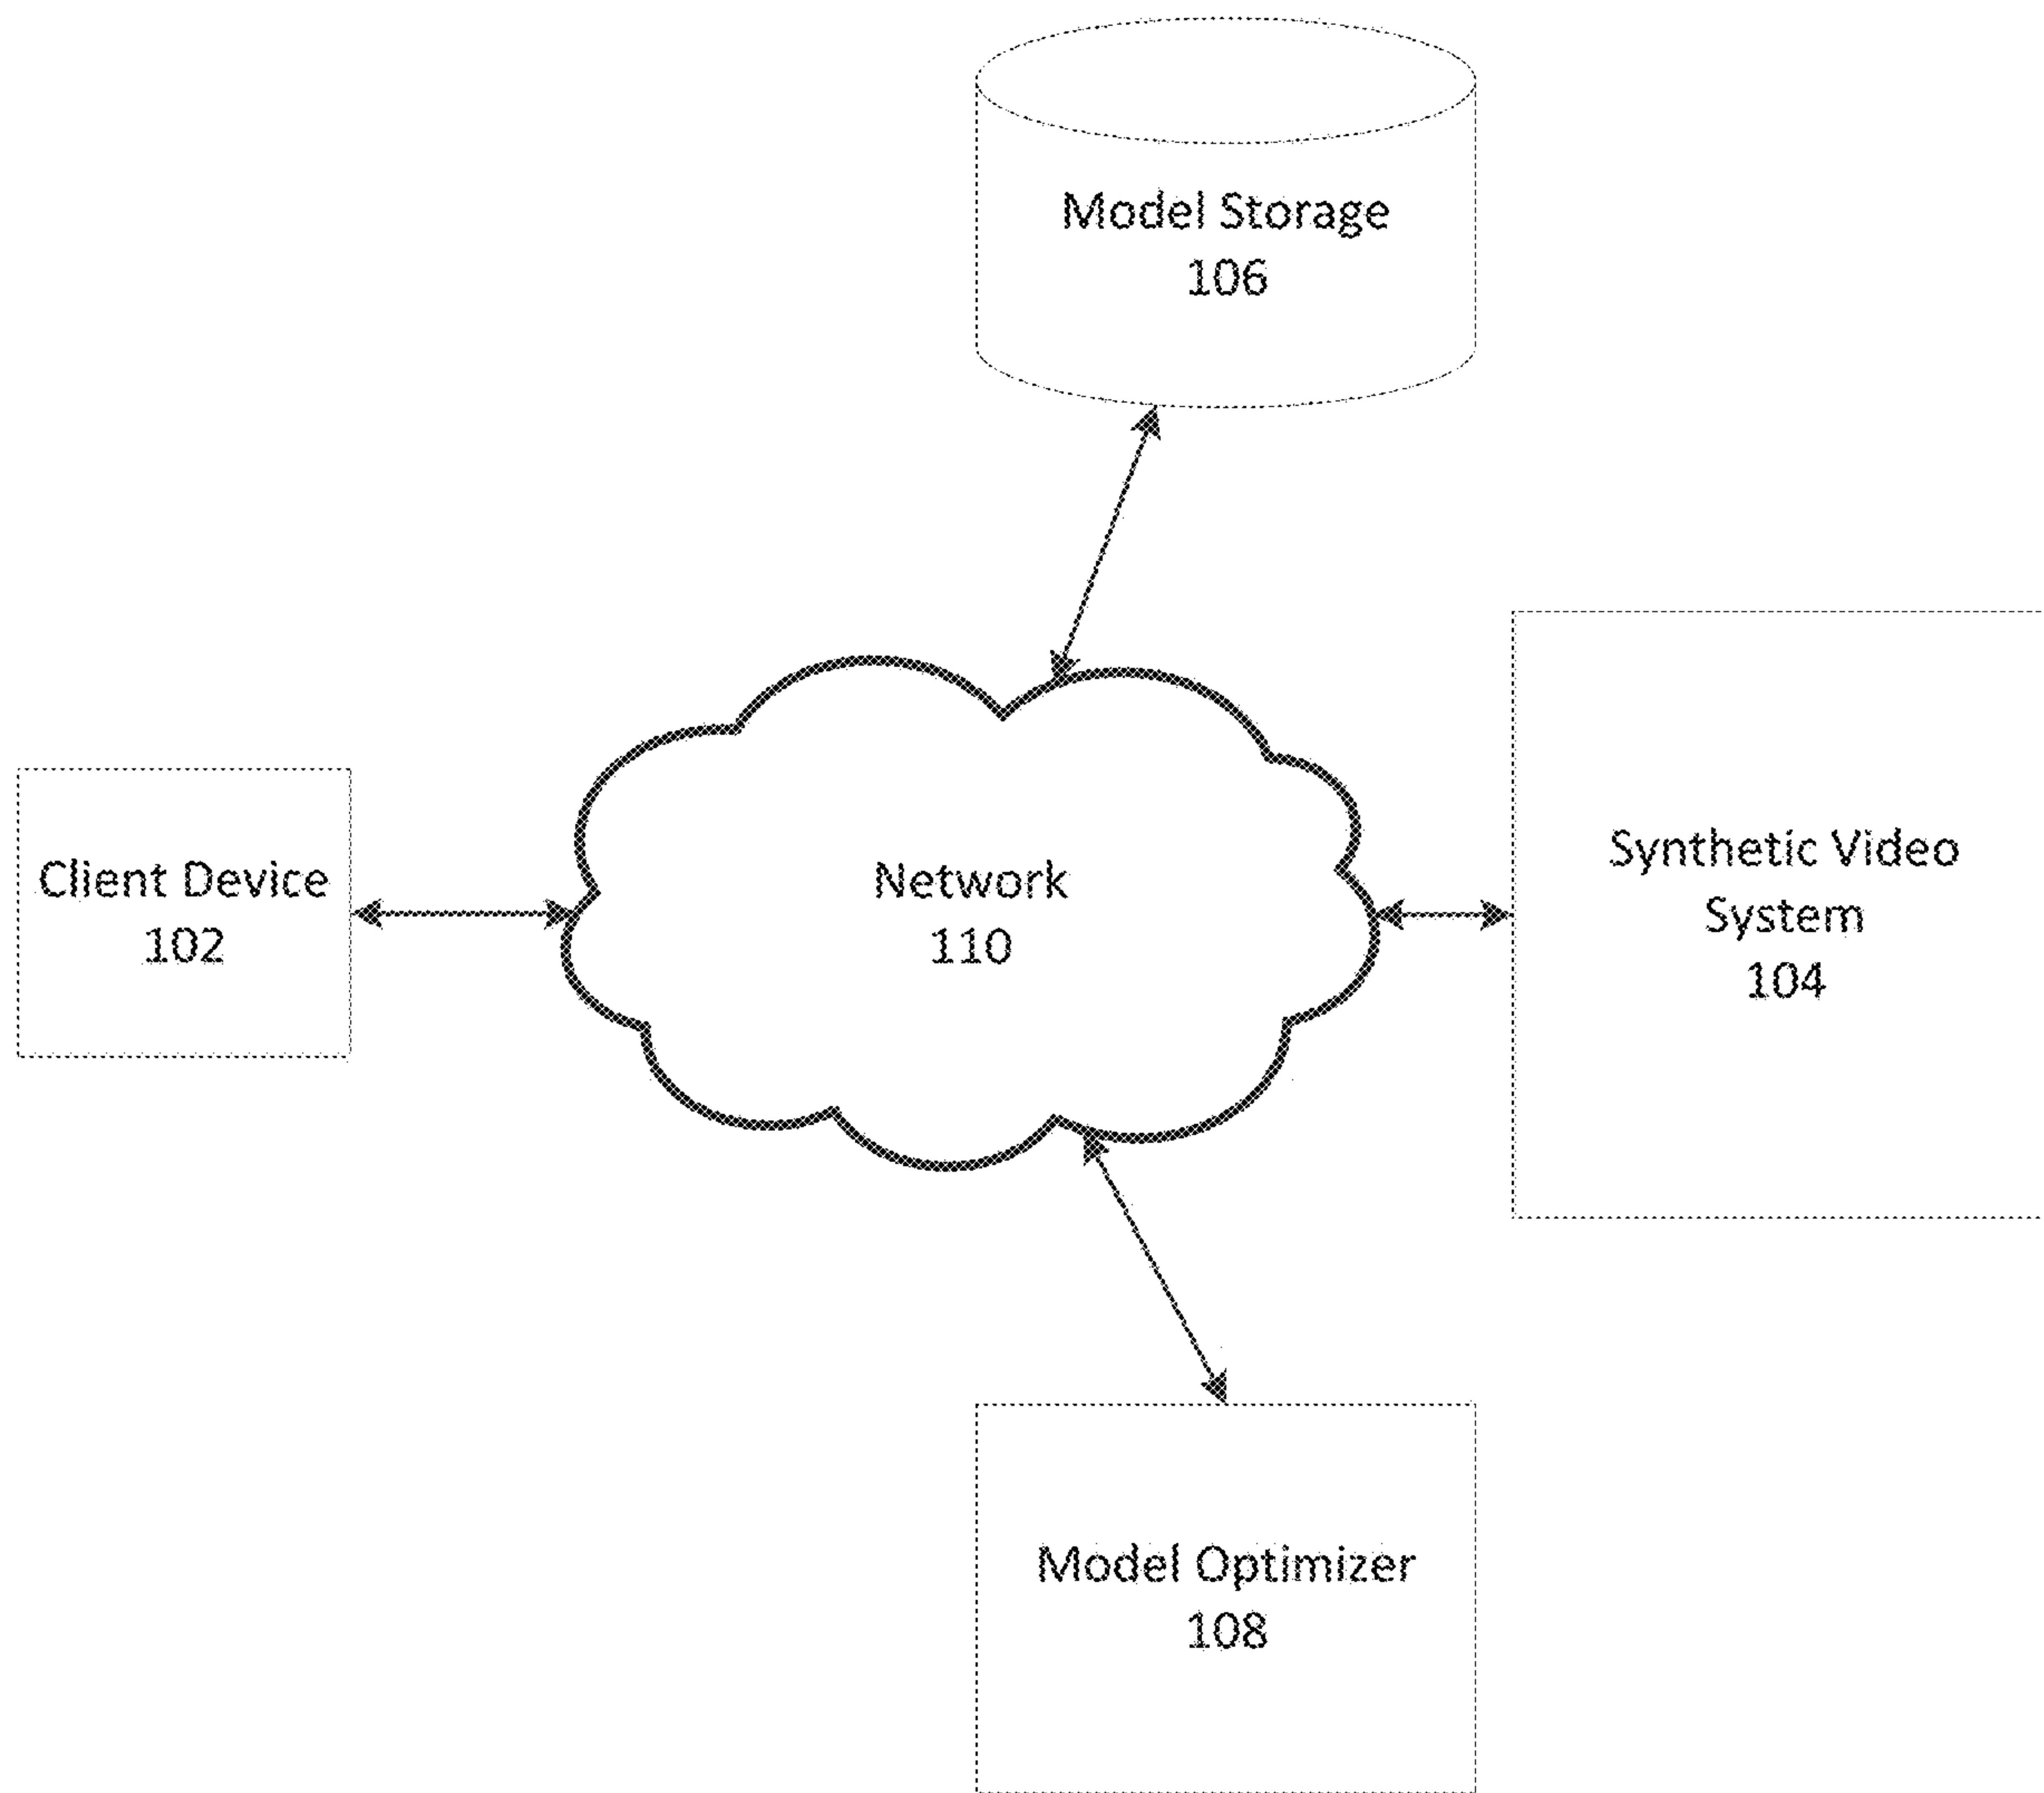 Model Storage
106
Client Device
102
Network
110
Synthetic Video
System
104
Model Optimizer
108